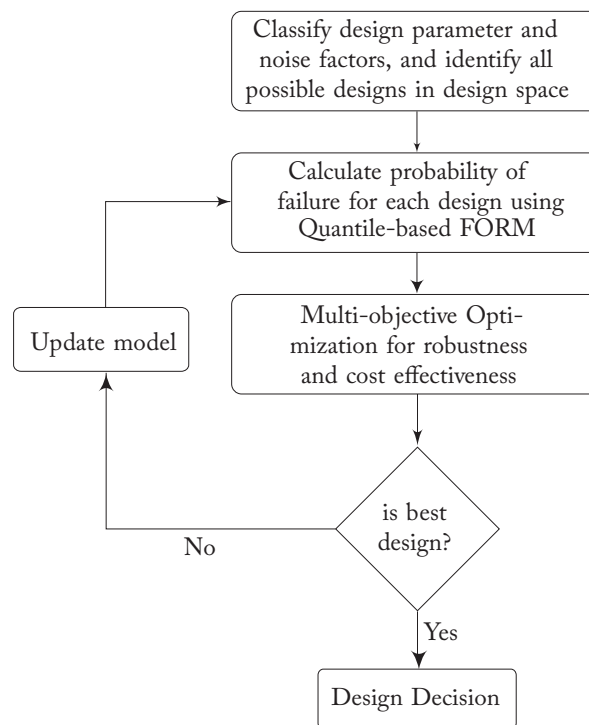 Classify design parameter and
noise factors, and identify all
possible designs in design space
Calculate probability of
failure for each design using
Quantile-based FORM
Update model
Multi-objective Opti-
mization for robustness
and cost effectiveness
is best
design?
No
Yes
Design Decision